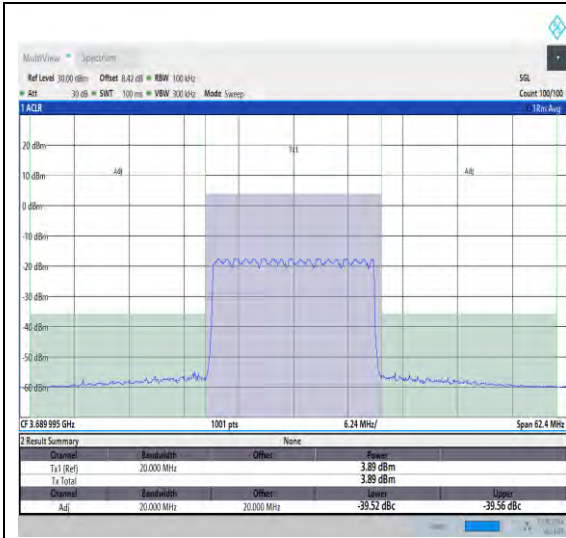 MultiView Spectrum
Ref Level 30.00 dBm Offset 8.42 dB RBW 100 kHz SGL
Att 30 dB SWT 100 ms VBW 300 kHz Mode Sweep Count 100/100
1 ACLR 1Rm Avg
Tx1
20 dBm
Adj Adj
10 dBm
0 dBm
-10 dBm
-20 dBm
-30 dBm
-40 dBm
-50 dBm
-60 dBm
CF 3.689 995 GHz 1001 pts 6.24 MHz/ Span 62.4 MHz
2 Result Summary None
Channel Bandwidth Offset Power
Tx1 (Ref) 20.000 MHz 3.89 dBm
Tx Total 3.89 dBm
Channel Bandwidth Offset Lower Upper
Adj 20.000 MHz 20.000 MHz -39.52 dBc -39.56 dBc